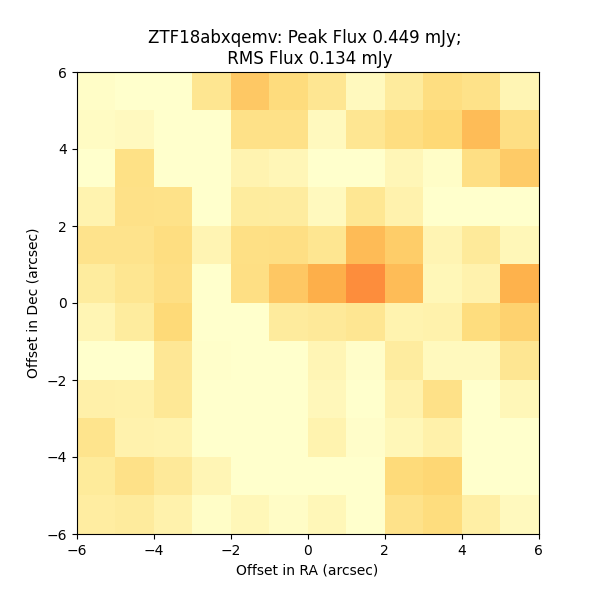 ZTF18abxqemv: Peak Flux 0.449 mJy;
RMS Flux 0.134 mJy
6
4
2
0
−2
−4
−6
Offset in Dec (arcsec)
−6 −4 −2 0 2 4 6
Offset in RA (arcsec)